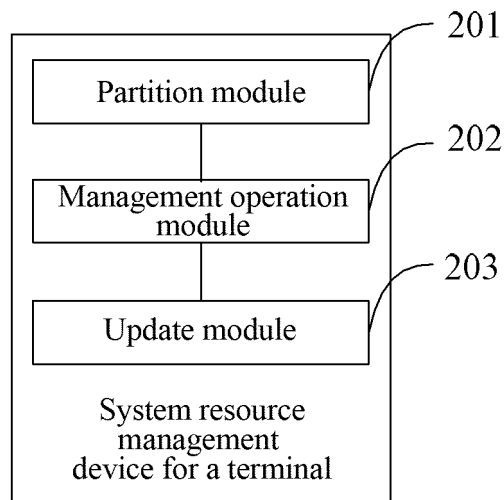 201
Partition module
202
Management operation
module
203
Update module
System resource
management
device for a terminal